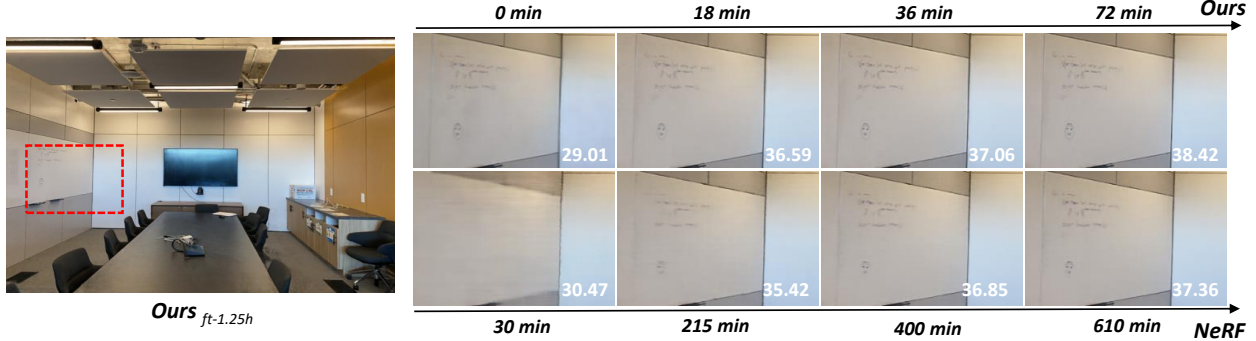 0 min 18 min 36 min 72 min Ours
29.01 36.59 37.06 38.42
30.47 35.42 36.85 37.36
Ours ft-1.25h
30 min 215 min 400 min 610 min NeRF